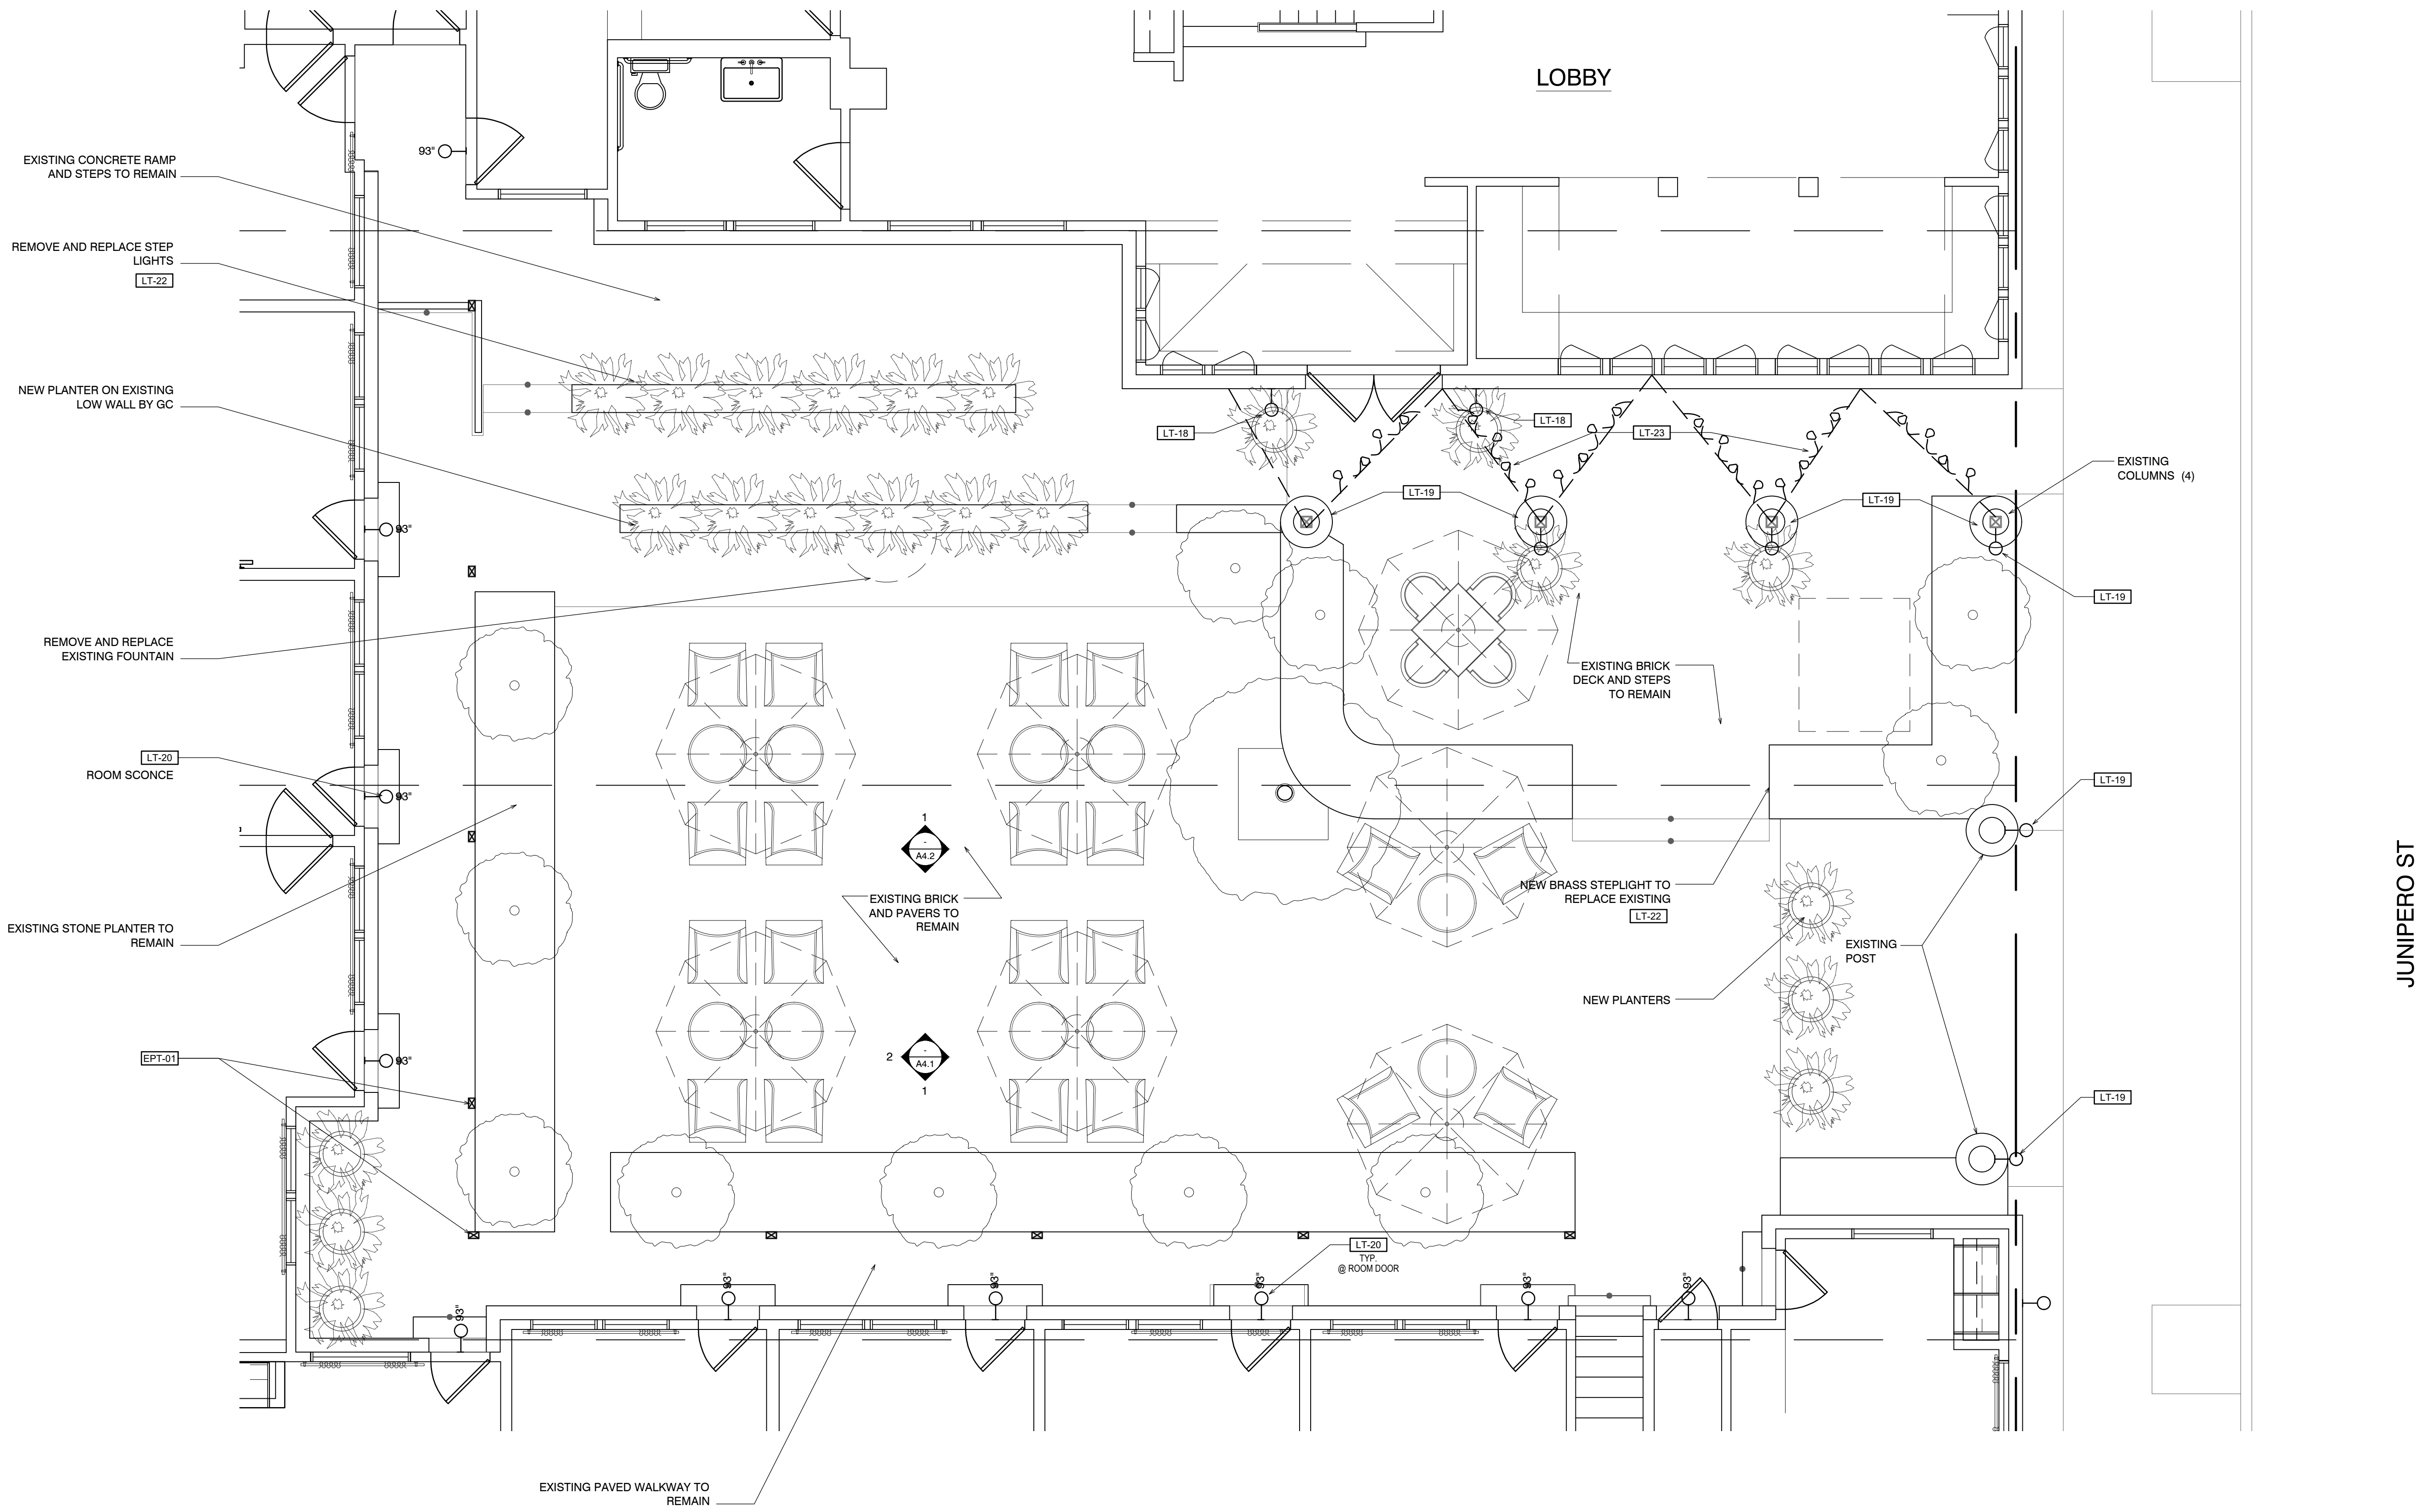 LOBBY
93"
EXISTING CONCRETE RAMP
AND STEPS TO REMAIN
REMOVE AND REPLACE STEP
LIGHTS
LT-22
NEW PLANTER ON EXISTING
LOW WALL BY GC
LT-18
LT-18
LT-23
EXISTING
COLUMNS (4)
LT-19
LT-19
93"
LT-19
REMOVE AND REPLACE
EXISTING FOUNTAIN
EXISTING BRICK
DECK AND STEPS
TO REMAIN
LT-20
ROOM SCONCE
93"
LT-19
1
-
A4.2
EXISTING BRICK
AND PAVERS TO
REMAIN
NEW BRASS STEPLIGHT TO
REPLACE EXISTING
LT-22
JUNIPERO ST
EXISTING STONE PLANTER TO
REMAIN
EXISTING
POST
NEW PLANTERS
EPT-01
93"
2
-
A4.1
1
LT-19
LT-20
TYP.
@ ROOM DOOR
93"
93"
93"
93"
93"
93"
EXISTING PAVED WALKWAY TO
REMAIN